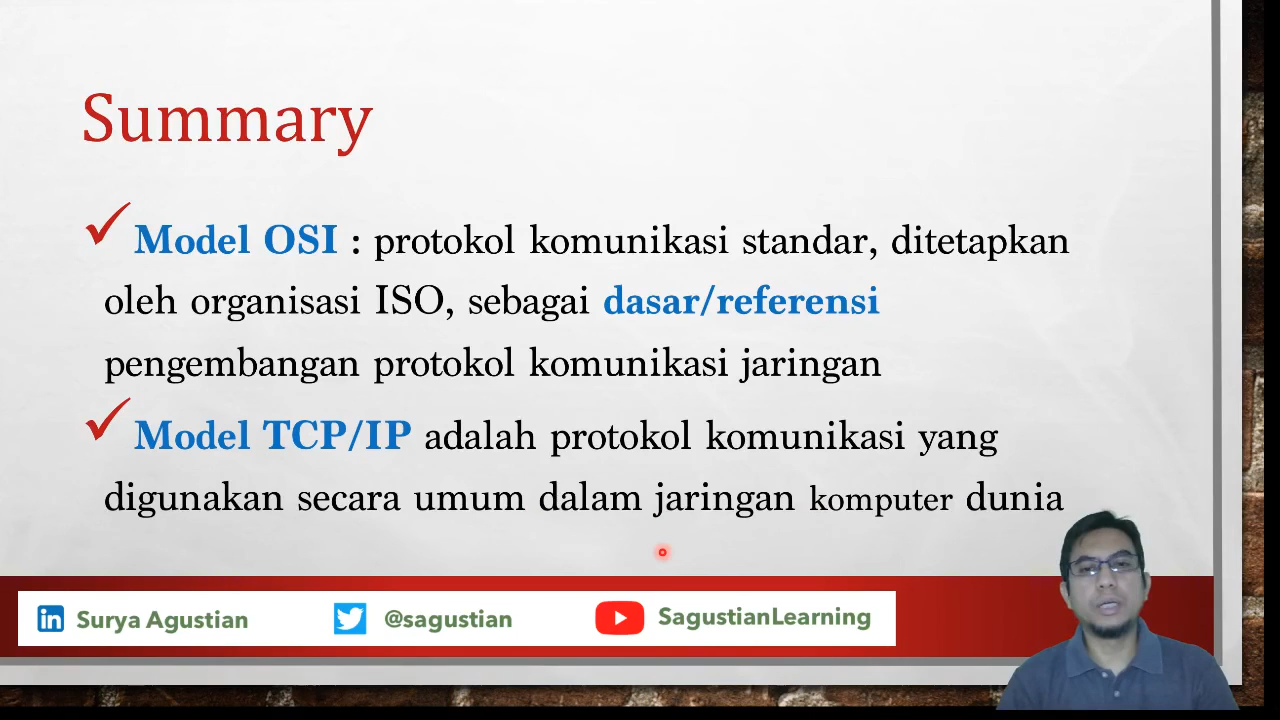 Summary
Model OSI : protokol komunikasi standar, ditetapkan
oleh organisasi ISO, sebagai dasar/referensi
pengembangan protokol komunikasi jaringan
Model TCP/IP adalah protokol komunikasi yang
digunakan secara umum dalam jaringan komputer dunia
in Surya Agustian @sagustian SagustianLearning